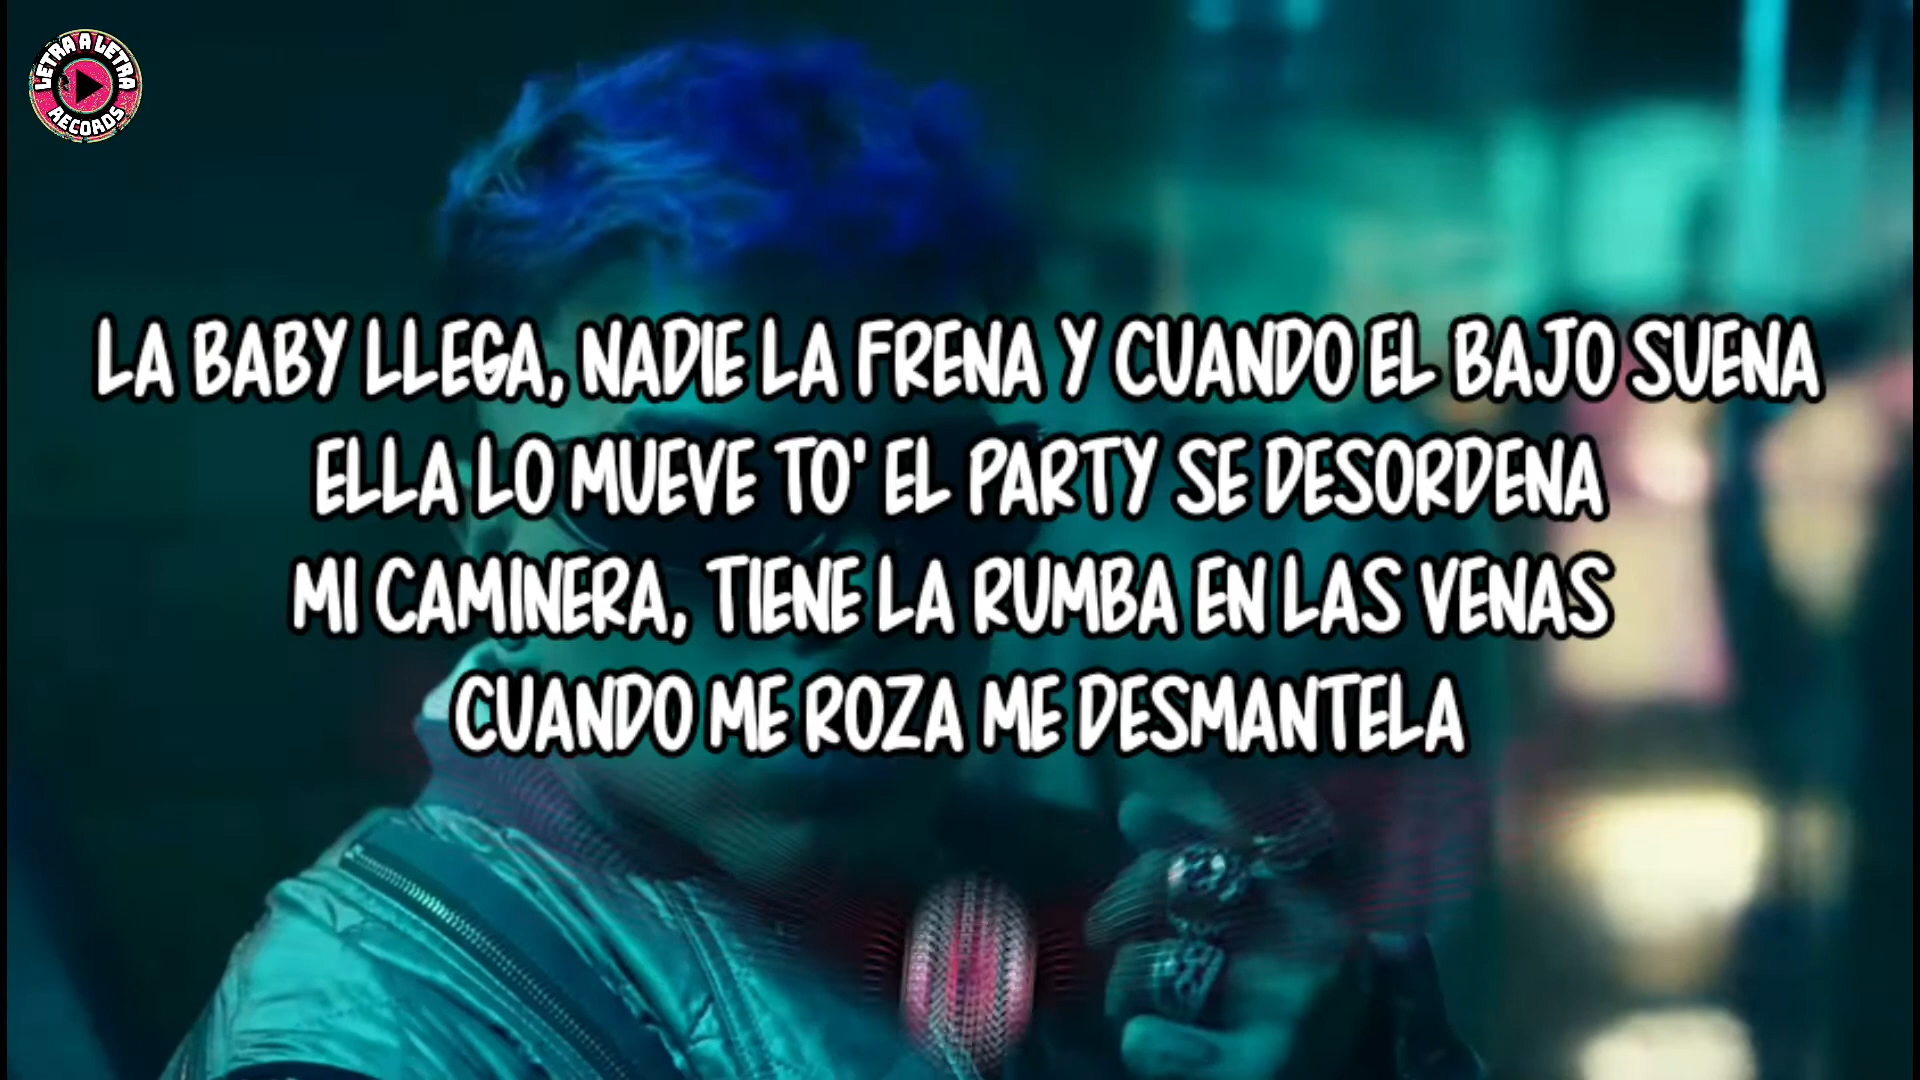 LETRA A LETRA
RECORDS
LA BABY LLEGA, NADIE LA FRENA Y CUANDO EL BAJO SUENA
ELLA LO MUEVE TO' EL PARTY SE DESORDENA
MI CAMINERA, TIENE LA RUMBA EN LAS VENAS
CUANDO ME ROZA ME DESMANTELA